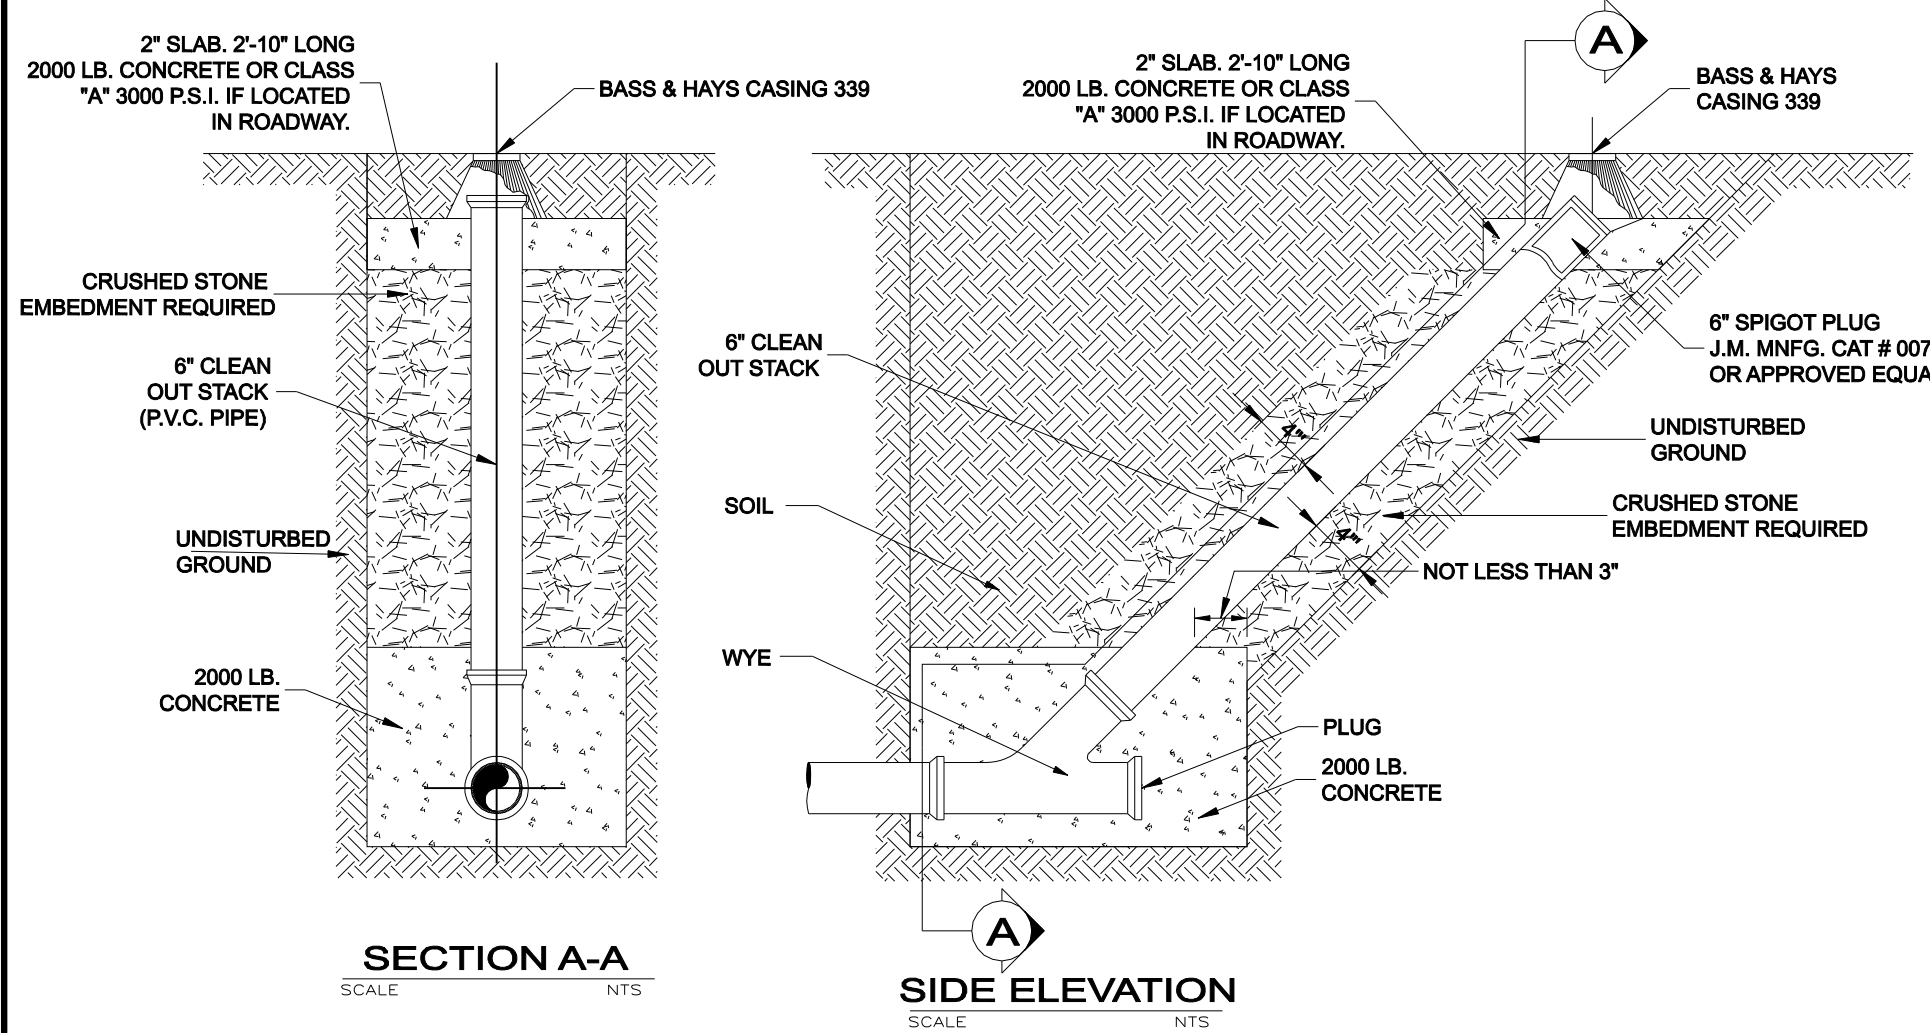 2" SLAB. 2'-10" LONG
2000 LB. CONCRETE OR CLASS
"A" 3000 P.S.I. IF LOCATED
IN ROADWAY.
BASS & HAYS CASING 339
CRUSHED STONE
EMBEDMENT REQUIRED
6" CLEAN
OUT STACK
(P.V.C. PIPE)
UNDISTURBED
GROUND
2000 LB.
CONCRETE
SECTION A-A
SCALE NTS
2" SLAB. 2'-10" LONG
2000 LB. CONCRETE OR CLASS
"A" 3000 P.S.I. IF LOCATED
IN ROADWAY.
A
BASS & HAYS
CASING 339
6" CLEAN
OUT STACK
6" SPIGOT PLUG
J.M. MNFG. CAT # 007
OR APPROVED EQUA
4"
UNDISTURBED
GROUND
SOIL
CRUSHED STONE
EMBEDMENT REQUIRED
4"
NOT LESS THAN 3"
WYE
PLUG
2000 LB.
CONCRETE
A
SIDE ELEVATION
SCALE NTS